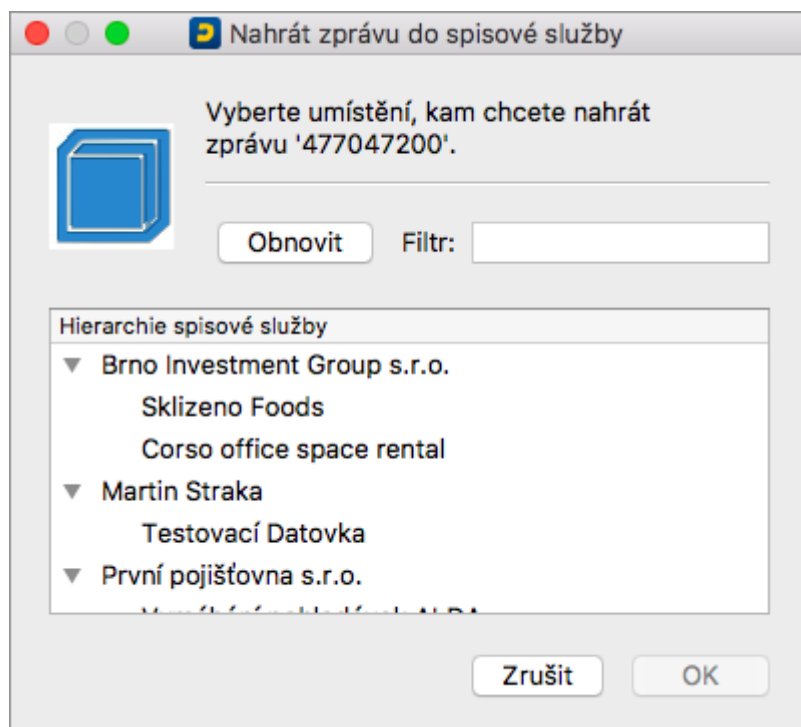 Nahrát zprávu do spisové služby
Vyberte umístění, kam chcete nahrát
zprávu '477047200'.
Obnovit
Filtr:
Hierarchie spisové služby
Brno Investment Group s.r.o.
Sklizeno Foods
Corso office space rental
Martin Straka
Testovací Datovka
První pojišťovna s.r.o.
Zrušit
OK